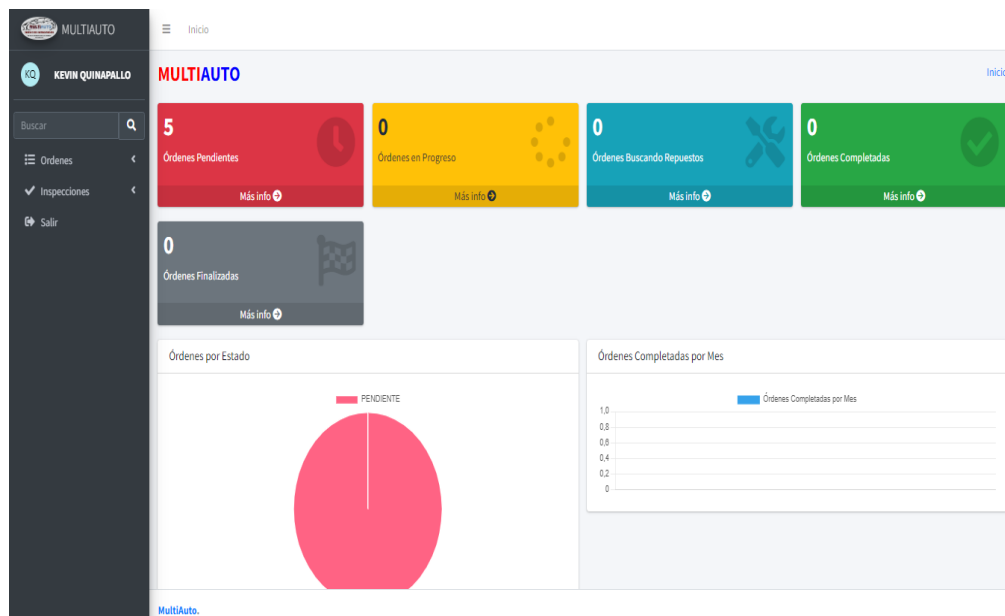 MULTIAUTO
Inicio
KQ KEVIN QUINAPALLO
Buscar
Ordenes
Inspecciones
Salir
MULTIAUTO
Inicio
5
Órdenes Pendientes
Más info
0
Órdenes en Progreso
Más info
0
Órdenes Buscando Repuestos
Más info
0
Órdenes Completadas
Más info
0
Órdenes Finalizadas
Más info
Órdenes por Estado
PENDIENTE
Órdenes Completadas por Mes
Órdenes Completadas por Mes
1,0
0,8
0,6
0,4
0,2
0
MultiAuto.